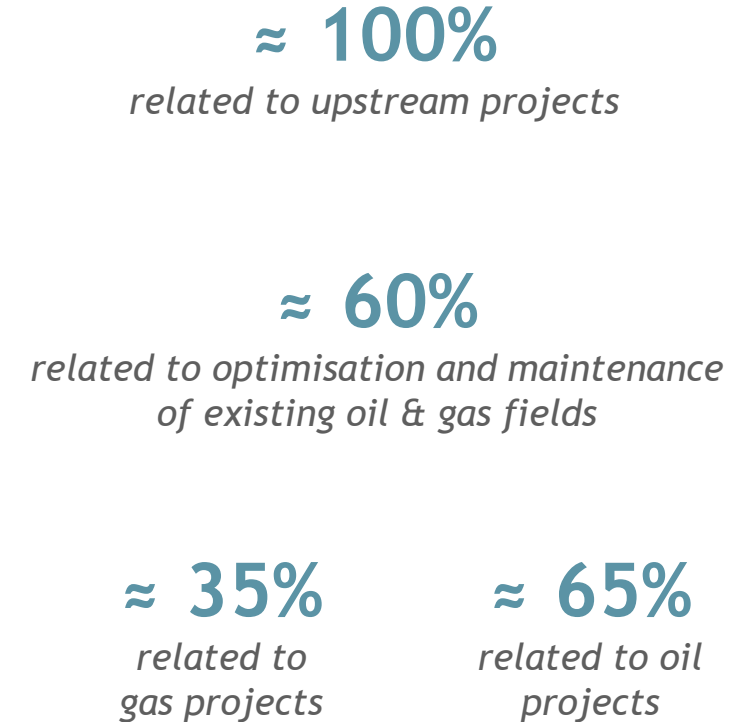 ≈ 100%
related to upstream projects
≈ 60%
related to optimisation and maintenance
of existing oil & gas fields
≈ 35%
related to
gas projects
≈ 65%
related to oil
projects